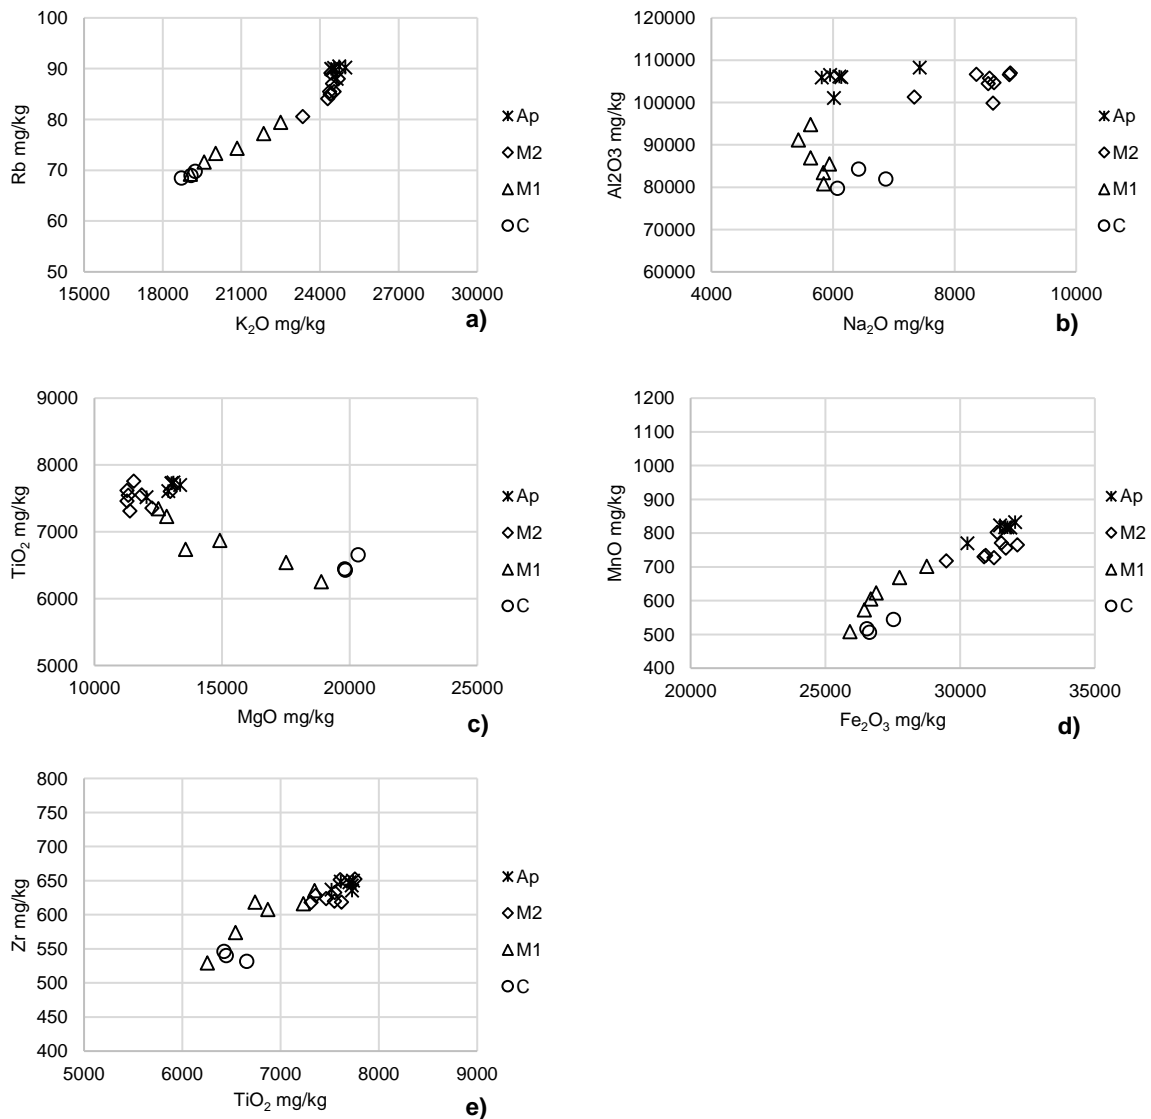 100
90
80
70
60
50
Rb mg/kg
15000 18000 21000 24000 27000 30000
K₂O mg/kg
a)
Ap
M2
M1
C
120000
110000
100000
90000
80000
70000
60000
Al2O3 mg/kg
4000 6000 8000 10000
Na₂O mg/kg
b)
Ap
M2
M1
C
9000
8000
7000
6000
5000
TiO₂ mg/kg
10000 15000 20000 25000
MgO mg/kg
c)
Ap
M2
M1
C
1200
1100
1000
900
800
700
600
500
400
MnO mg/kg
20000 25000 30000 35000
Fe₂O₃ mg/kg
d)
Ap
M2
M1
C
800
750
700
650
600
550
500
450
400
Zr mg/kg
5000 6000 7000 8000 9000
TiO₂ mg/kg
e)
Ap
M2
M1
C